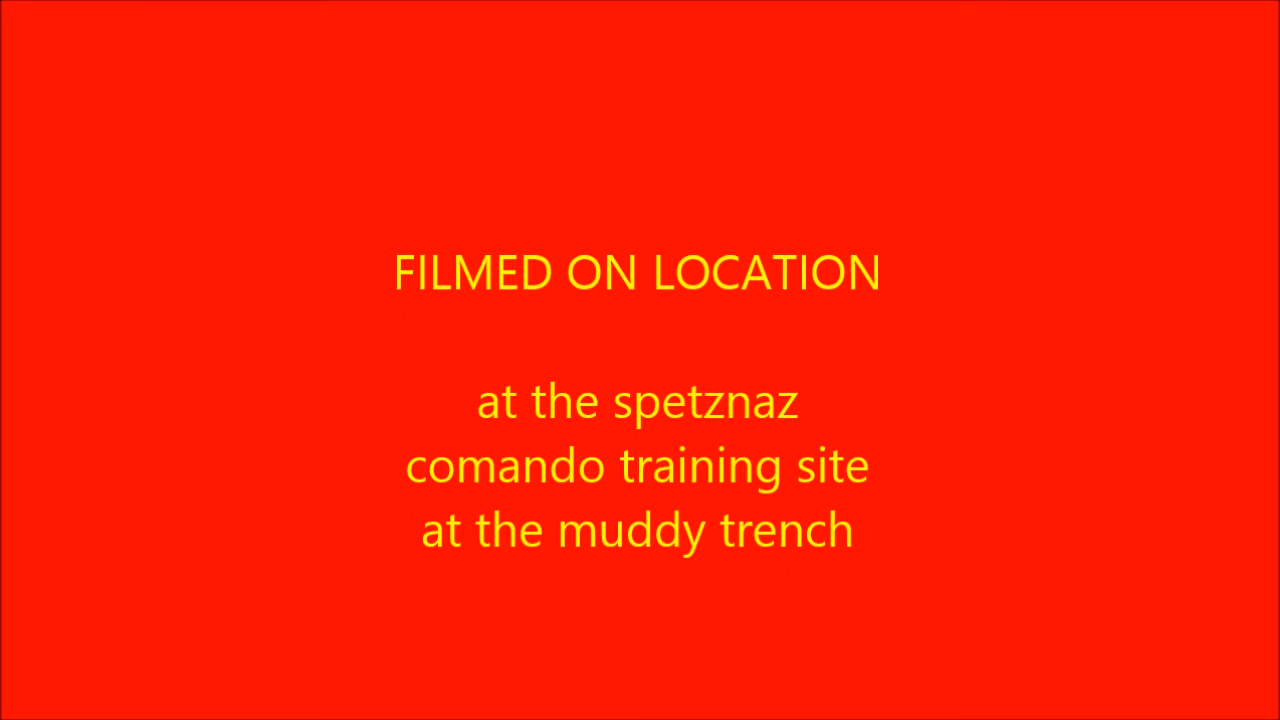 FILMED ON LOCATION
at the spetznaz
comando training site
at the muddy trench